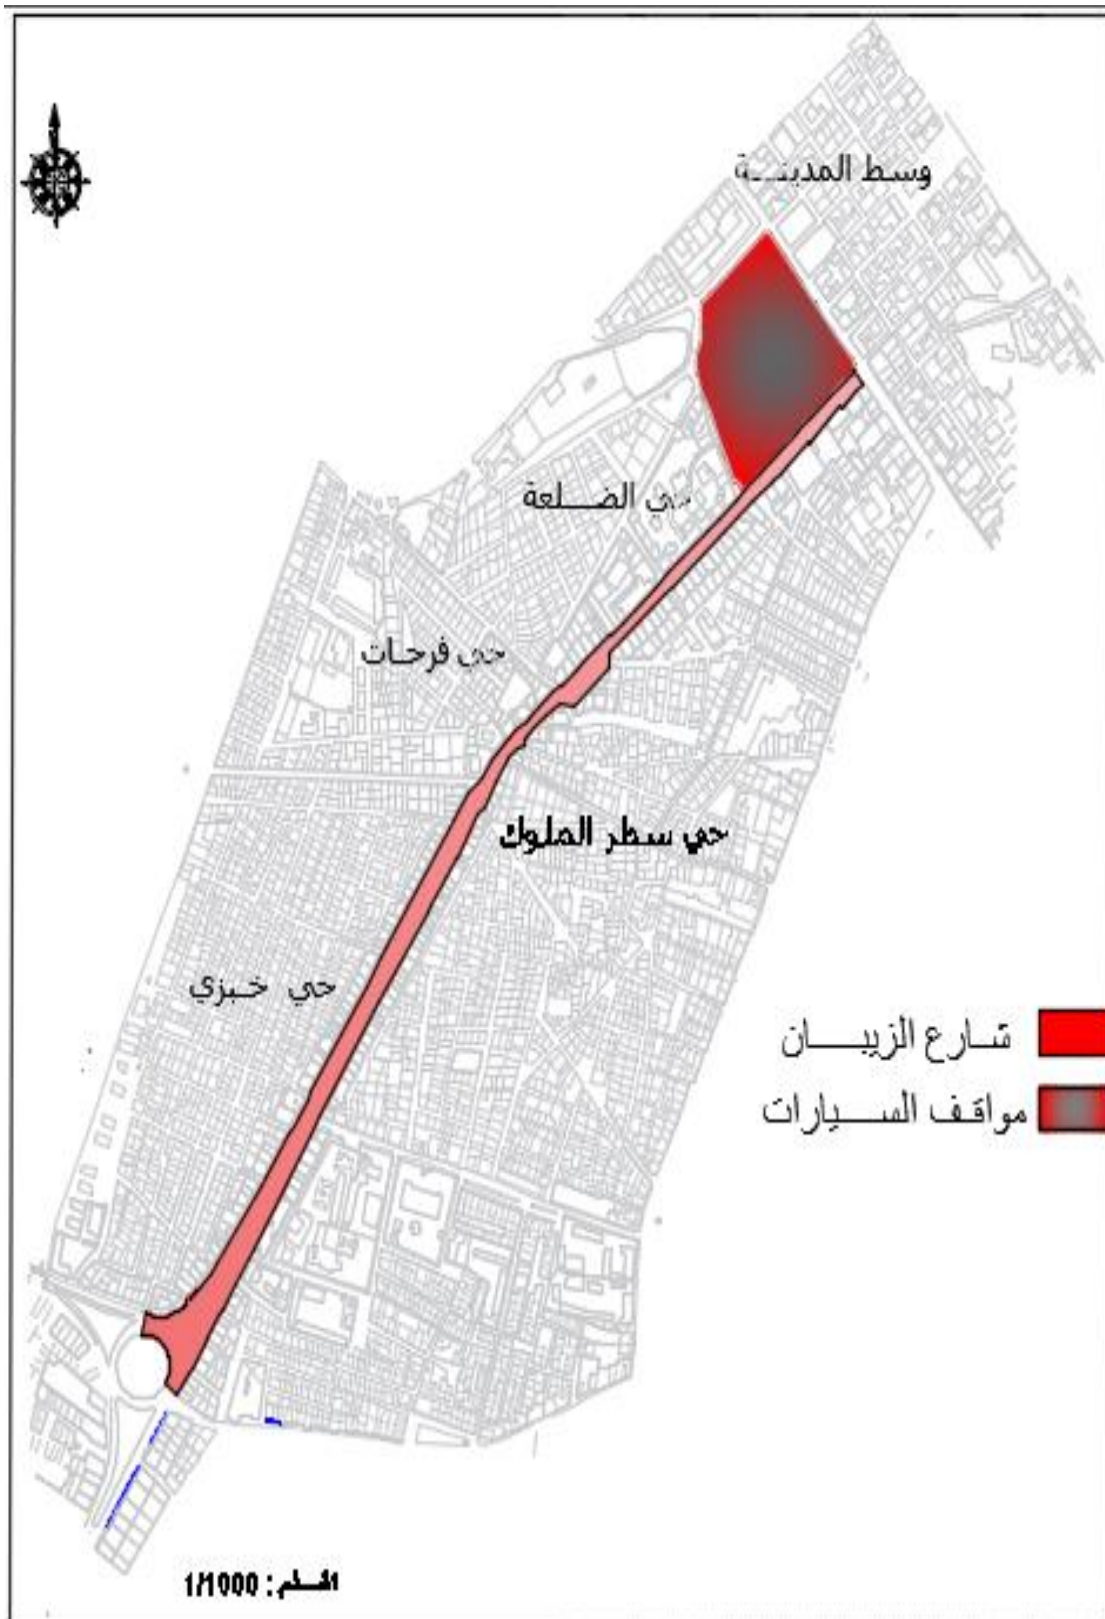 وسط المدينة
حي الضلعة
حي فرحات
حي سطر الملوك
حي خبزي
شارع الزيبان
مواقف السيارات
السلم : 1/1000